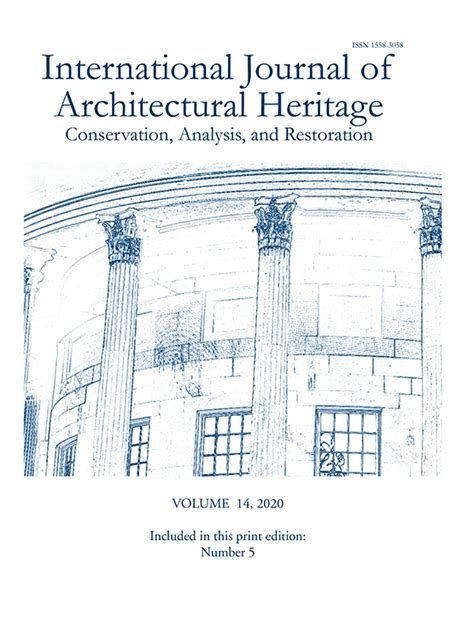 ISSN 1558-3058
International Journal of
Architectural Heritage
Conservation, Analysis, and Restoration
VOLUME 14, 2020
Included in this print edition:
Number 5